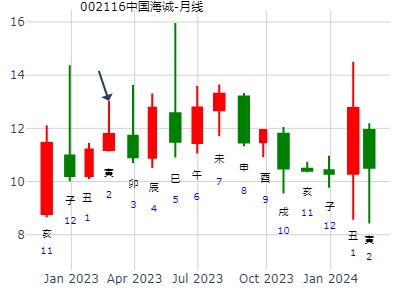 002116中国海诚-月线
16
14
12
10
8
亥
11
子
12
丑
1
寅
2
卯
3
辰
4
巳
5
午
6
未
7
申
8
酉
9
戌
10
亥
11
子
12
丑
1
寅
2
Jan 2023
Apr 2023
Jul 2023
Oct 2023
Jan 2024